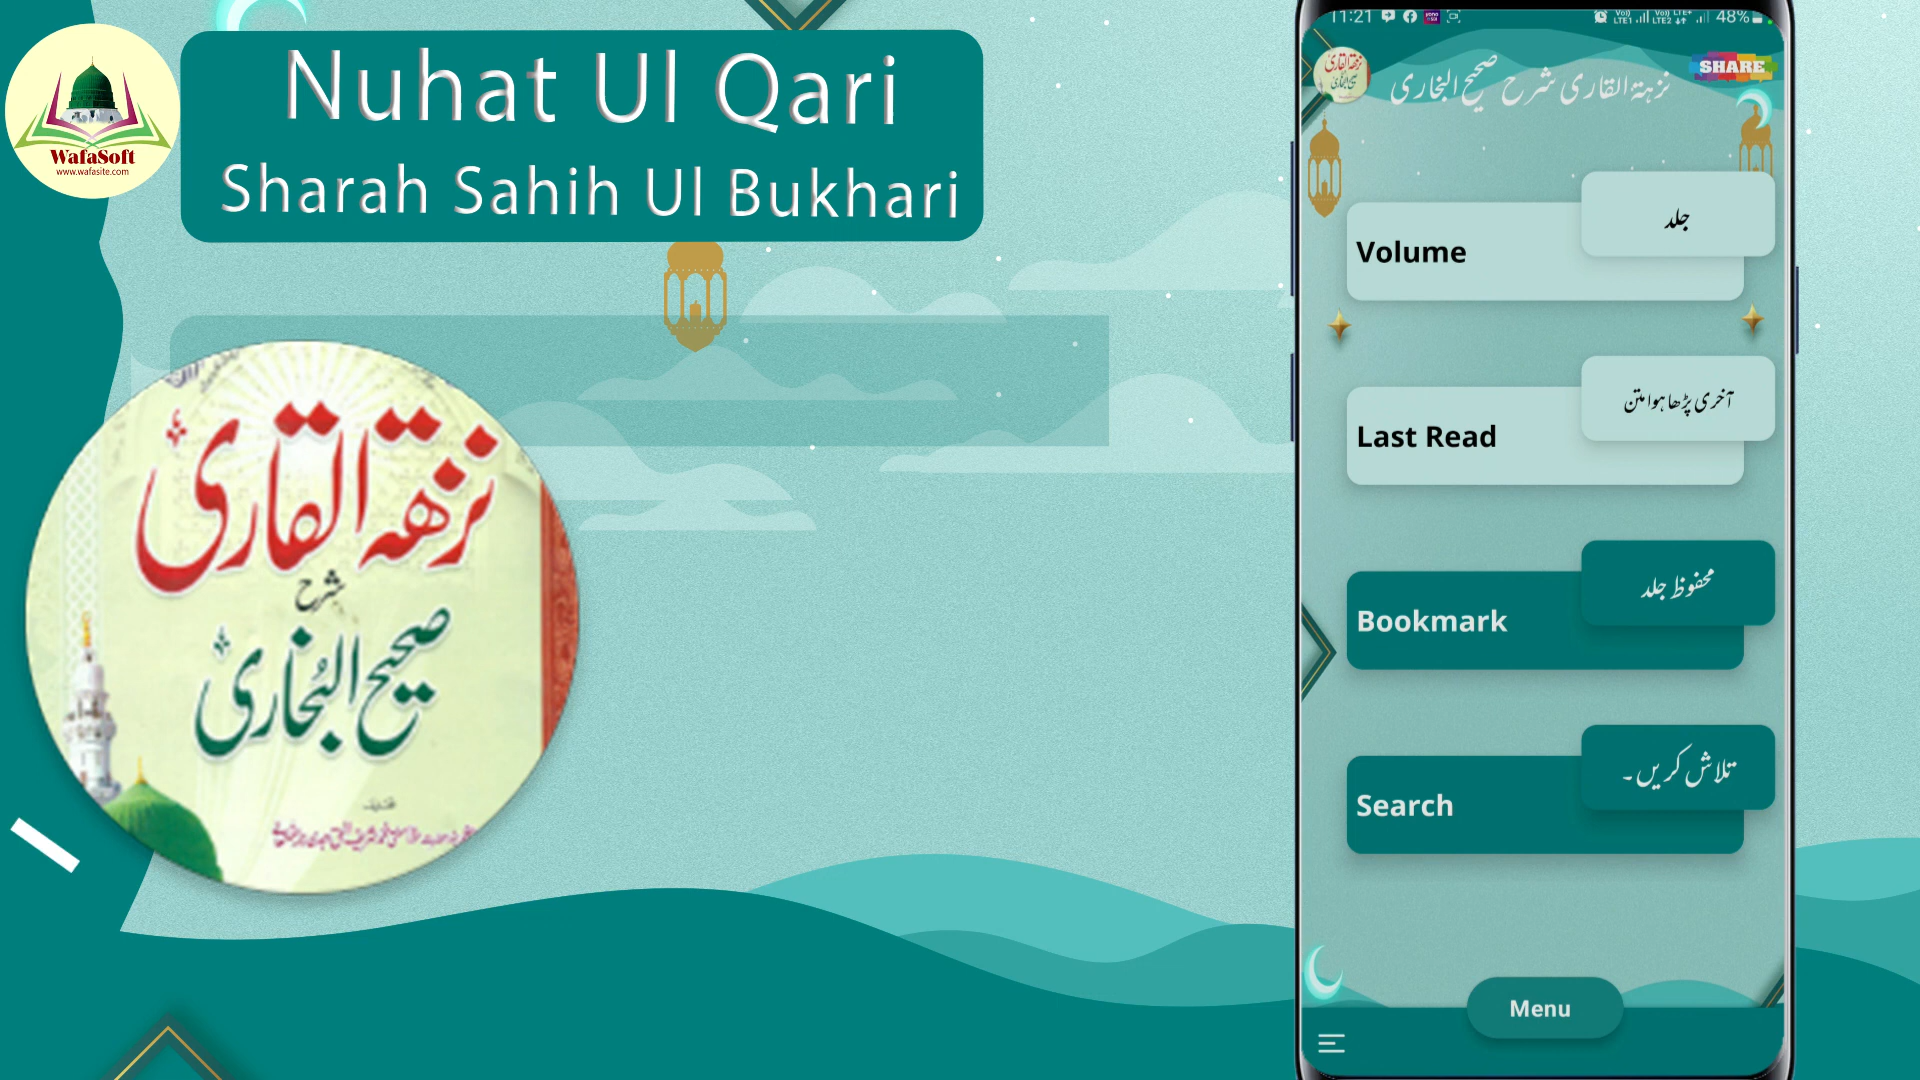 Nuhat Ul Qari
Sharah Sahih Ul Bukhari
WafaSoft
www.wafasite.com
نزهة القاری
شرح
صحیح البخاری
11:21
48%
نزہۃ القاری شرح صحیح البخاری
SHARE
Volume
جلد
Last Read
آخری پڑھا ہوا متن
Bookmark
محفوظ جلد
Search
تلاش کریں۔
Menu